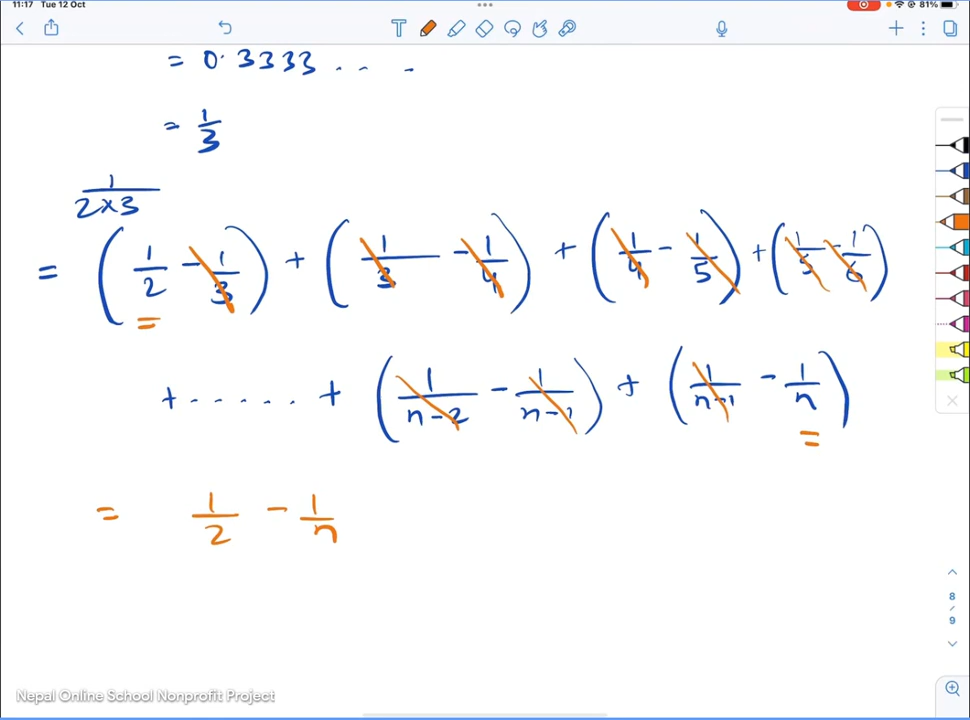 11:17 Tue 12 Oct
81%
= 0.3333.. .
= 1/3
1/(2×3)
= (1/2 - 1/3) + (1/3 - 1/4) + (1/4 - 1/5) + (1/5 - 1/6)
+ ...... + (1/(n-2) - 1/(n-1)) + (1/(n-1) - 1/n)
= 1/2 - 1/n
8
/
9
Nepal Online School Nonprofit Project